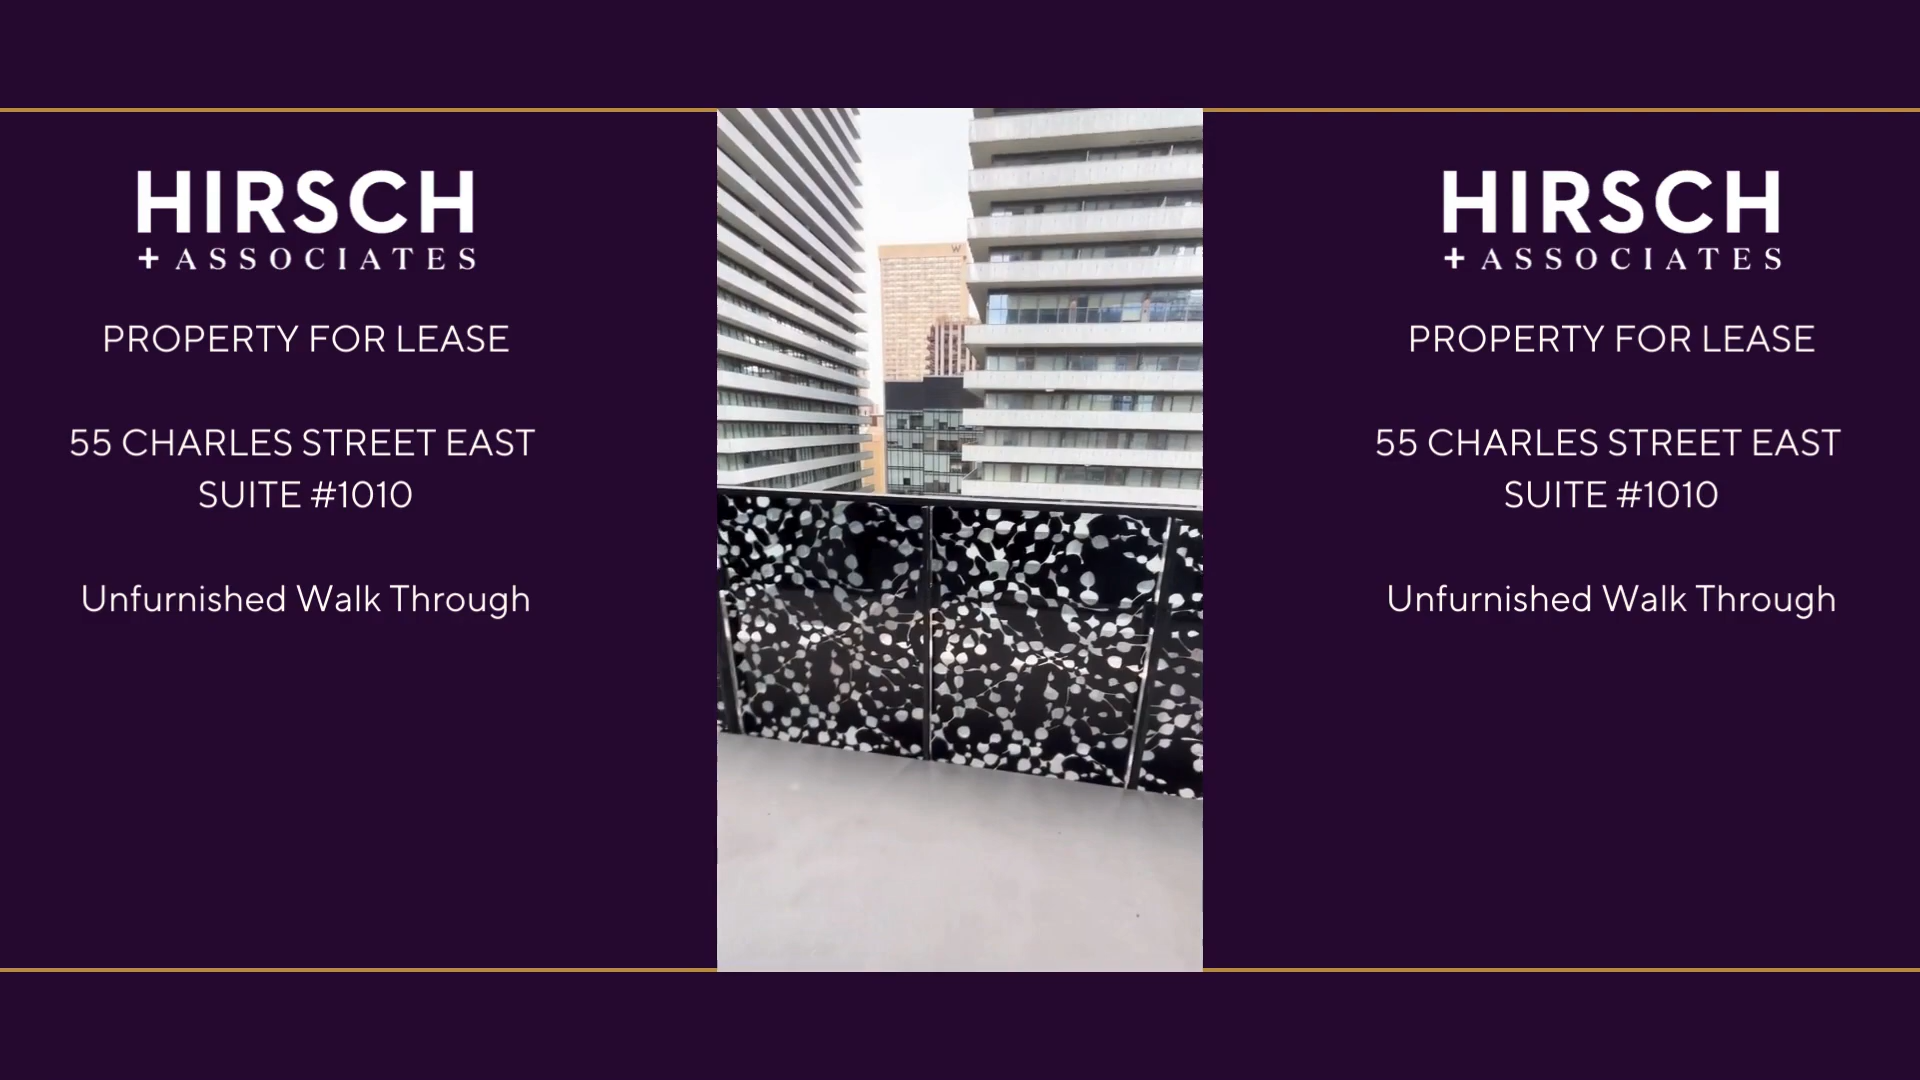 HIRSCH
+ ASSOCIATES
PROPERTY FOR LEASE
55 CHARLES STREET EAST
SUITE #1010
Unfurnished Walk Through
W
HIRSCH
+ ASSOCIATES
PROPERTY FOR LEASE
55 CHARLES STREET EAST
SUITE #1010
Unfurnished Walk Through